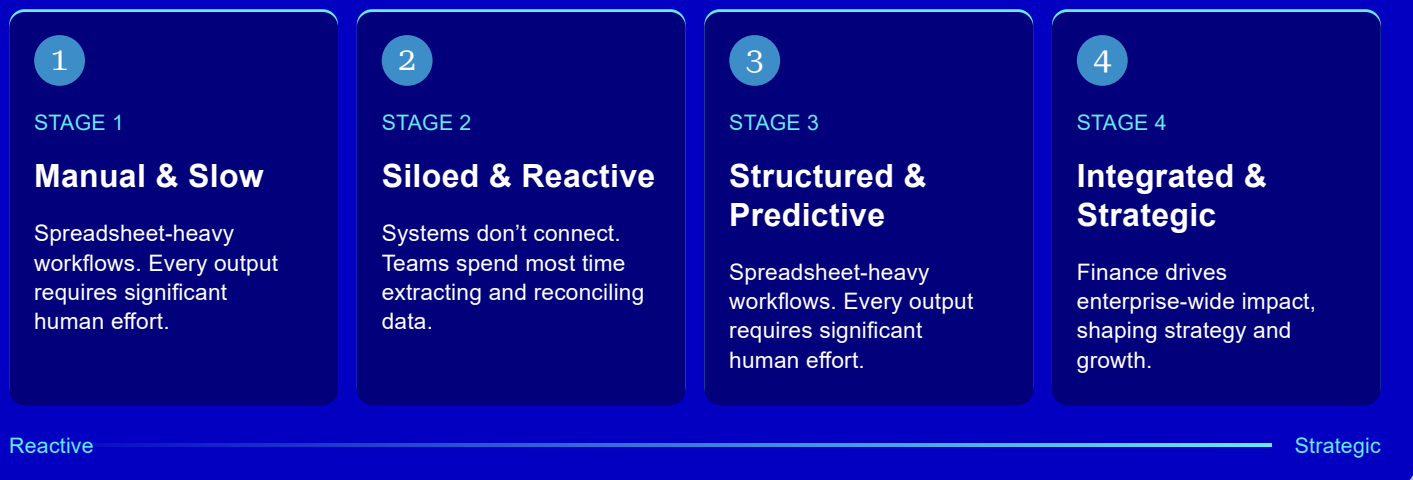 1
STAGE 1
Manual & Slow
Spreadsheet-heavy
workflows. Every output
requires significant
human effort.
2
STAGE 2
Siloed & Reactive
Systems don’t connect.
Teams spend most time
extracting and reconciling
data.
3
STAGE 3
Structured &
Predictive
Spreadsheet-heavy
workflows. Every output
requires significant
human effort.
4
STAGE 4
Integrated &
Strategic
Finance drives
enterprise-wide impact,
shaping strategy and
growth.
Reactive
Strategic